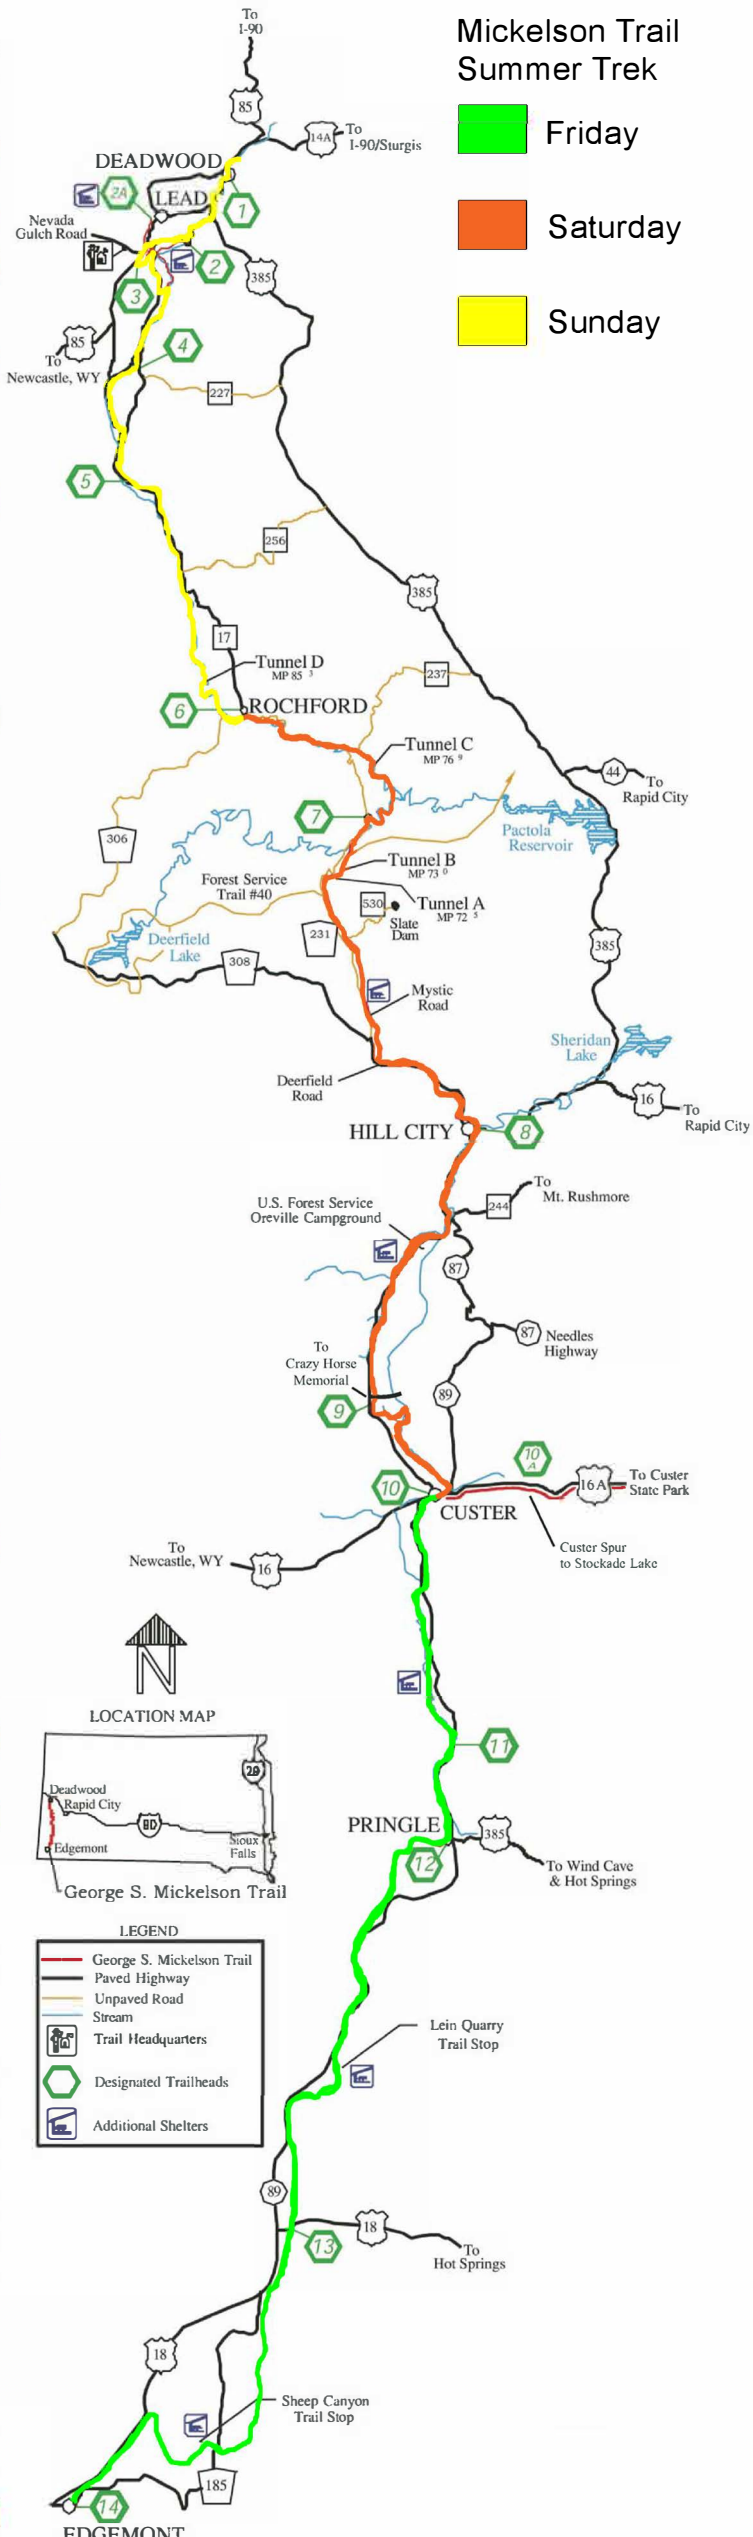 To
I-90
Mickelson Trail
Summer Trek
85
14A
To
I-90/Sturgis
Friday
DEADWOOD
2A
LEAD
1
Nevada
Gulch Road
Saturday
2
385
3
Sunday
85
To
Newcastle, WY
4
227
5
256
385
17
Tunnel D
MP 85 3
237
6
ROCHFORD
Tunnel C
MP 76 9
44
To
Rapid City
7
306
Pactola
Reservoir
Tunnel B
MP 73 0
Forest Service
Trail #40
530
Tunnel A
MP 72 5
Slate
Dam
231
Deerfield
Lake
308
385
Mystic
Road
Sheridan
Lake
Deerfield
Road
16
To
Rapid City
HILL CITY
8
To
Mt. Rushmore
244
U.S. Forest Service
Oreville Campground
87
87
Needles
Highway
To
Crazy Horse
Memorial
89
9
10
A
10
16A
To Custer
State Park
CUSTER
To
Newcastle, WY
16
Custer Spur
to Stockade Lake
N
LOCATION MAP
11
29
Deadwood
Rapid City
90
Sioux
Falls
Edgemont
George S. Mickelson Trail
PRINGLE
385
12
To Wind Cave
& Hot Springs
LEGEND
George S. Mickelson Trail
Paved Highway
Unpaved Road
Stream
Trail Headquarters
Designated Trailheads
Additional Shelters
Lein Quarry
Trail Stop
89
18
13
To
Hot Springs
18
Sheep Canyon
Trail Stop
185
14
EDGEMONT